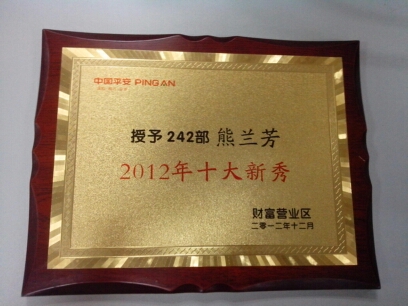 中国平安 PINGAN
授予 242部 熊兰芳
2012年十大新秀
财富营业区
二零一二年十二月